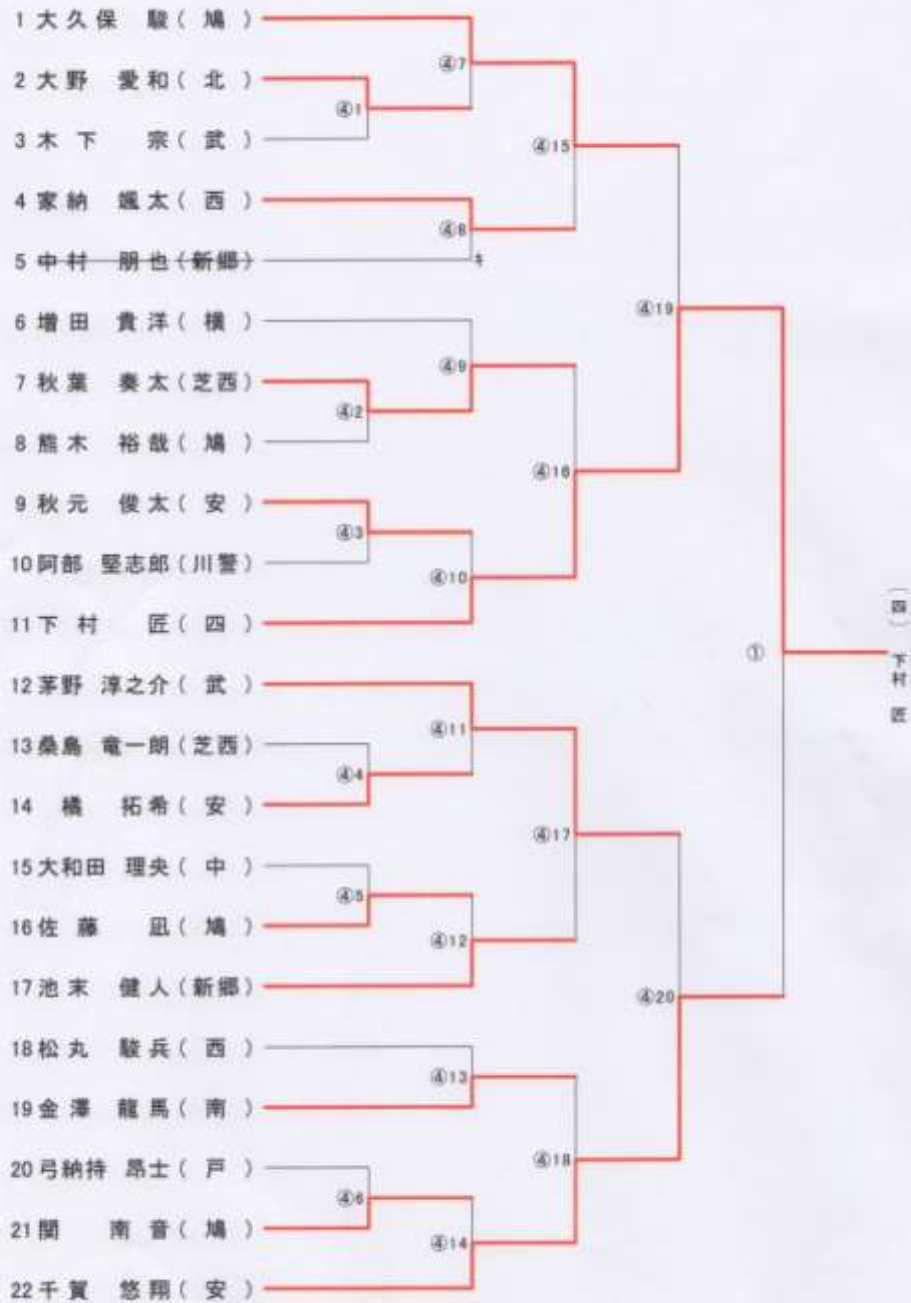 1 大久保 駿 ( 鳩 )
④7
2 大野 愛和 ( 北 )
④1
3 木下 宗 ( 武 )
④15
4 家納 颯太 ( 西 )
④8
5 中村 朋也 (新郷)
キ
6 増田 貴洋 ( 横 )
④19
④9
7 秋葉 奏太 (芝西)
④2
8 熊木 裕哉 ( 鳩 )
④16
9 秋元 俊太 ( 安 )
④3
10 阿部 堅志郎 (川警)
④10
11 下村 匠 ( 四 )
①
(四) 下村 匠
12 茅野 淳之介 ( 武 )
④11
13 桑島 竜一朗 (芝西)
④4
14 橘 拓希 ( 安 )
④17
15 大和田 理央 ( 中 )
④5
16 佐藤 凪 ( 鳩 )
④12
17 池末 健人 (新郷)
④20
18 松丸 駿兵 ( 西 )
④13
19 金澤 龍馬 ( 南 )
④18
20 弓納持 昂士 ( 戸 )
④6
21 関 南音 ( 鳩 )
④14
22 千賀 悠翔 ( 安 )